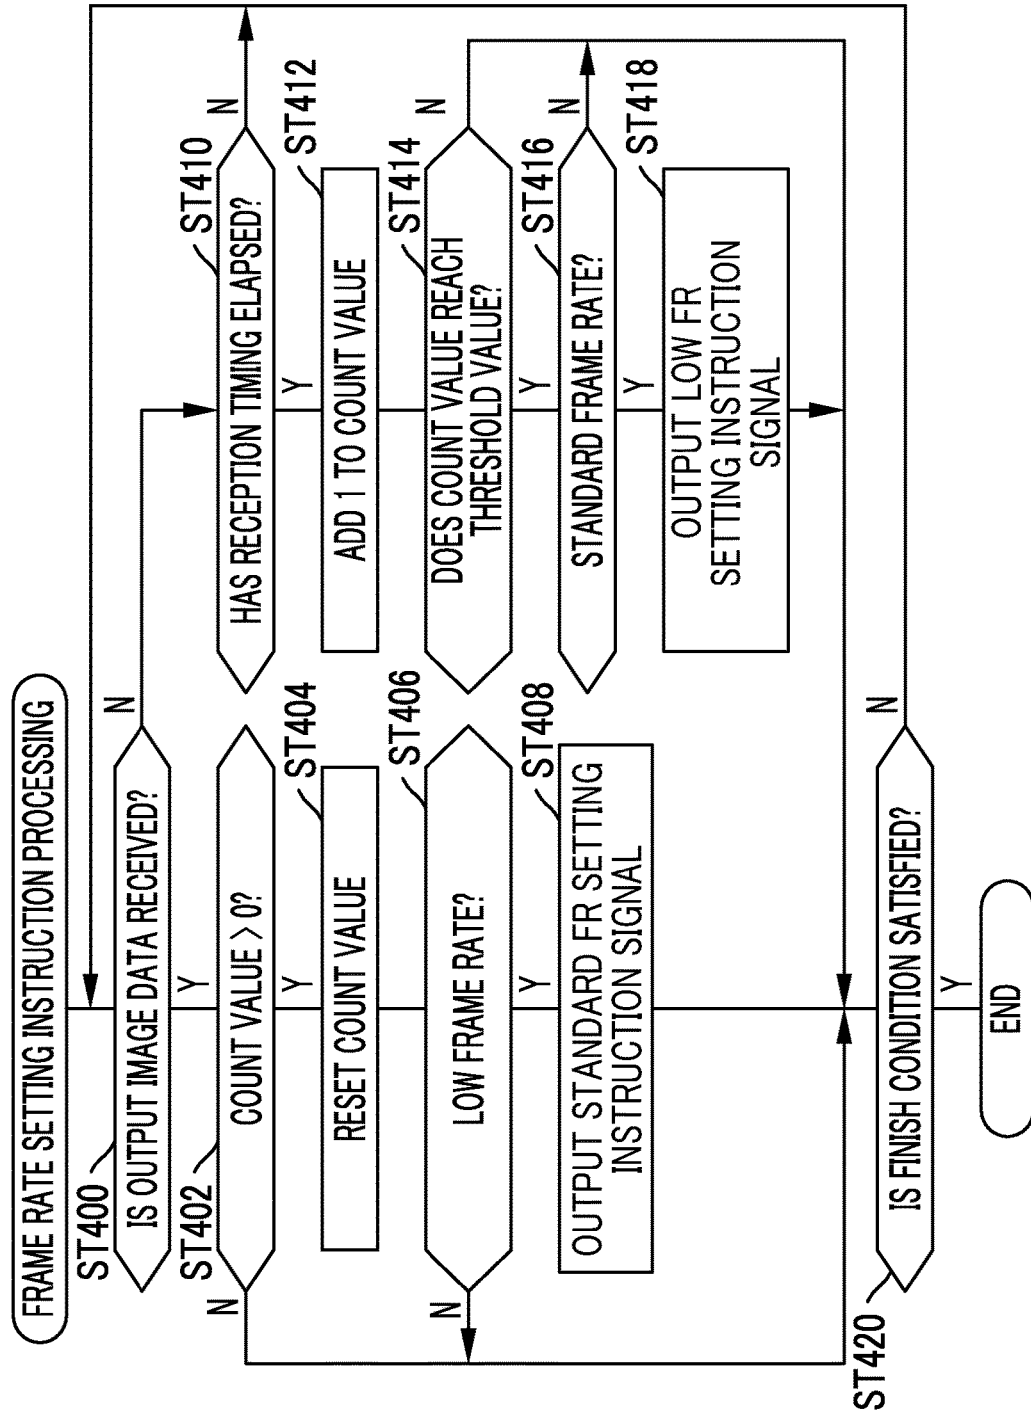 FRAME RATE SETTING INSTRUCTION PROCESSING
ST400
IS OUTPUT IMAGE DATA RECEIVED?
N
Y
ST402
COUNT VALUE > 0?
N
Y
ST404
RESET COUNT VALUE
ST406
LOW FRAME RATE?
N
Y
ST408
OUTPUT STANDARD FR SETTING
INSTRUCTION SIGNAL
ST410
HAS RECEPTION TIMING ELAPSED?
N
Y
ST412
ADD 1 TO COUNT VALUE
ST414
DOES COUNT VALUE REACH
THRESHOLD VALUE?
N
Y
ST416
STANDARD FRAME RATE?
N
Y
ST418
OUTPUT LOW FR
SETTING INSTRUCTION
SIGNAL
ST420
IS FINISH CONDITION SATISFIED?
N
Y
END